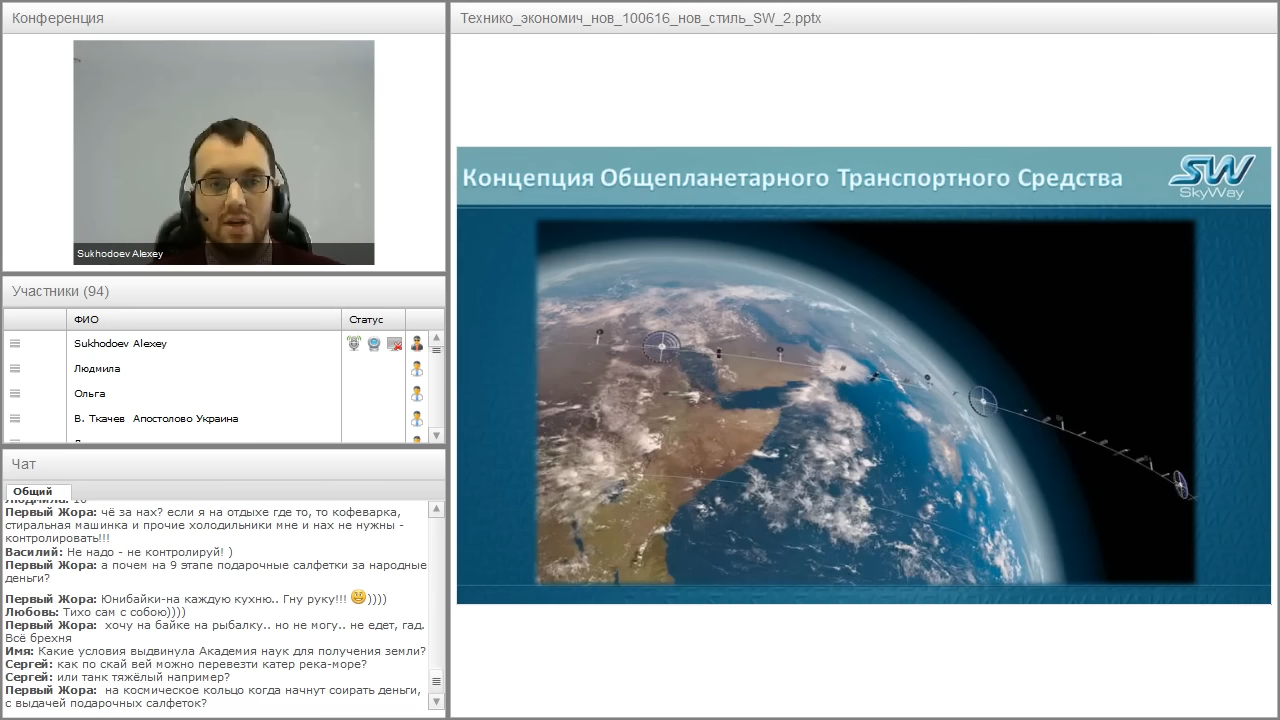 Конференция
Sukhodoev Alexey
Участники (94)
ФИО
Статус
Sukhodoev Alexey
Людмила
Ольга
В. Ткачев Апостолово Украина
Чат
Общий
Людмила: 10
Первый Жора: чё за нах? если я на отдыхе где то, то кофеварка,
стиральная машинка и прочие холодильники мне и нах не нужны -
контролировать!!!
Василий: Не надо - не контролируй! )
Первый Жора: а почем на 9 этапе подарочные салфетки за народные
деньги?
Первый Жора: Юнибайки-на каждую кухню.. Гну руку!!! ))))
Любовь: Тихо сам с собою))))
Первый Жора: хочу на байке на рыбалку.. но не могу.. не едет, гад.
Всё брехня
Имя: Какие условия выдвинула Академия наук для получения земли?
Сергей: как по скай вей можно перевезти катер река-море?
Сергей: или танк тяжёлый например?
Первый Жора: на космическое кольцо когда начнут соирать деньги,
с выдачей подарочных салфеток?
Технико_экономич_нов_100616_нов_стиль_SW_2.pptx
Концепция Общепланетарного Транспортного Средства
SW
SkyWay